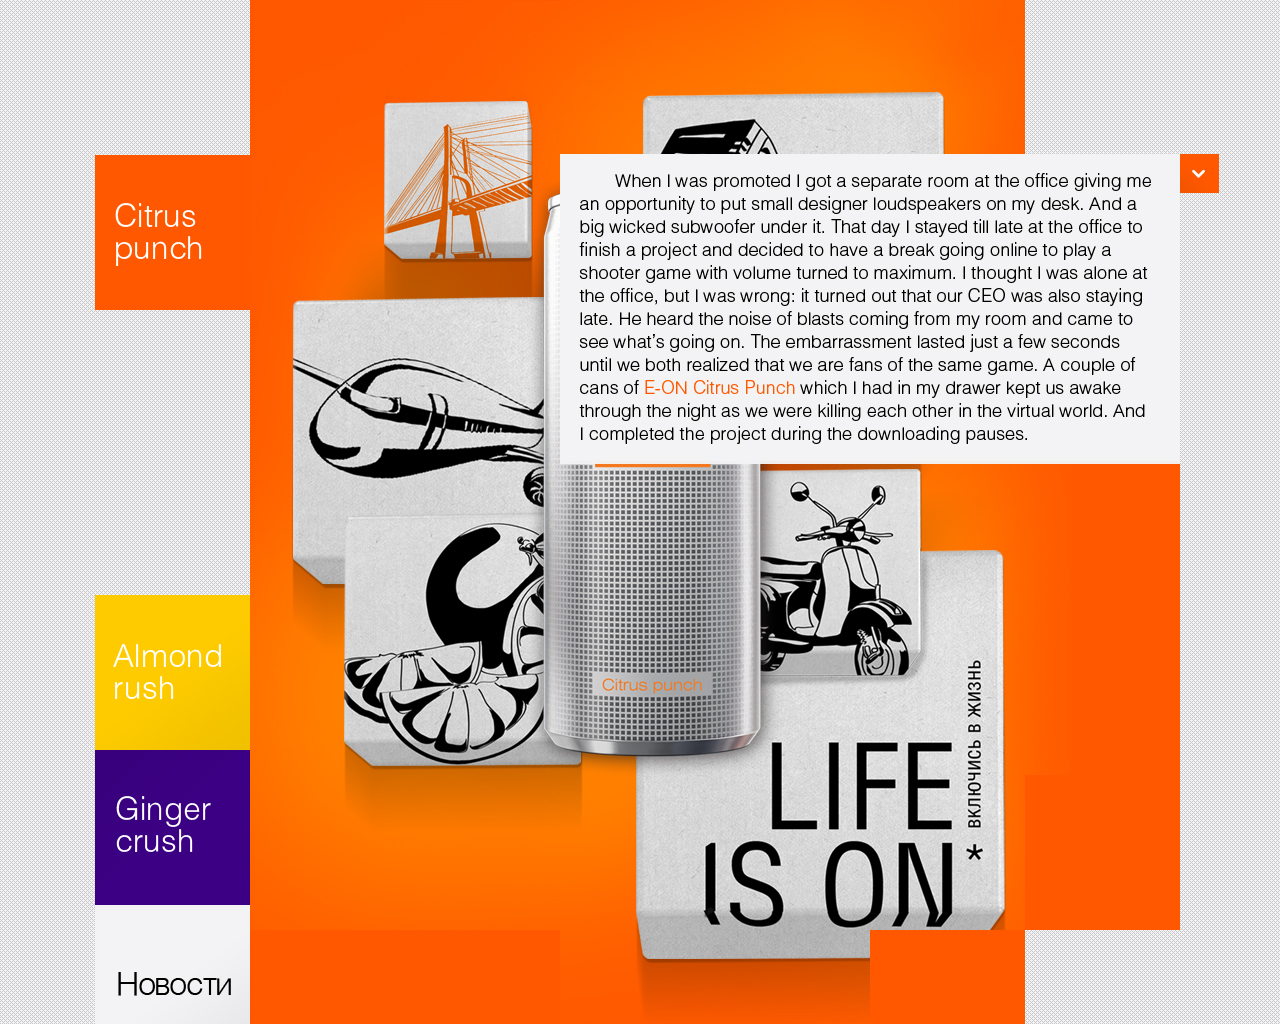 Citrus
punch
When I was promoted I got a separate room at the office giving me
an opportunity to put small designer loudspeakers on my desk. And a
big wicked subwoofer under it. That day I stayed till late at the office to
finish a project and decided to have a break going online to play a
shooter game with volume turned to maximum. I thought I was alone at
the office, but I was wrong: it turned out that our CEO was also staying
late. He heard the noise of blasts coming from my room and came to
see what’s going on. The embarrassment lasted just a few seconds
until we both realized that we are fans of the same game. A couple of
cans of E-ON Citrus Punch which I had in my drawer kept us awake
through the night as we were killing each other in the virtual world. And
I completed the project during the downloading pauses.
Almond
rush
Citrus punch
Ginger
crush
LIFE
IS ON*
ВКЛЮЧИСЬ В ЖИЗНЬ
Новости